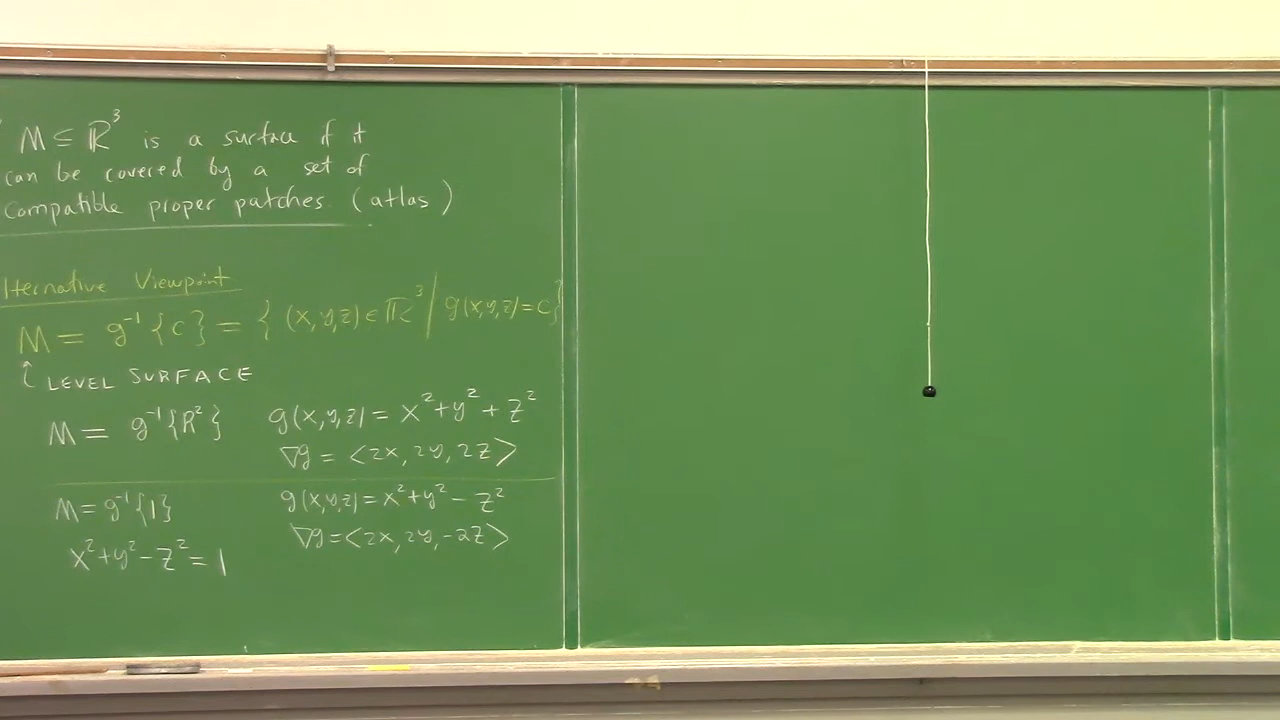 M ⊆ ℝ³ is a surface if it
can be covered by a set of
compatible proper patches. (atlas)
lternative Viewpoint
M = g⁻¹{c} = {(x,y,z) ∈ ℝ³ | g(x,y,z) = c}
↑ LEVEL SURFACE
M = g⁻¹{R²} g(x,y,z) = x² + y² + z²
∇g = <2x, 2y, 2z>
M = g⁻¹{1} g(x,y,z) = x² + y² − z²
∇g = <2x, 2y, −2z>
x² + y² − z² = 1